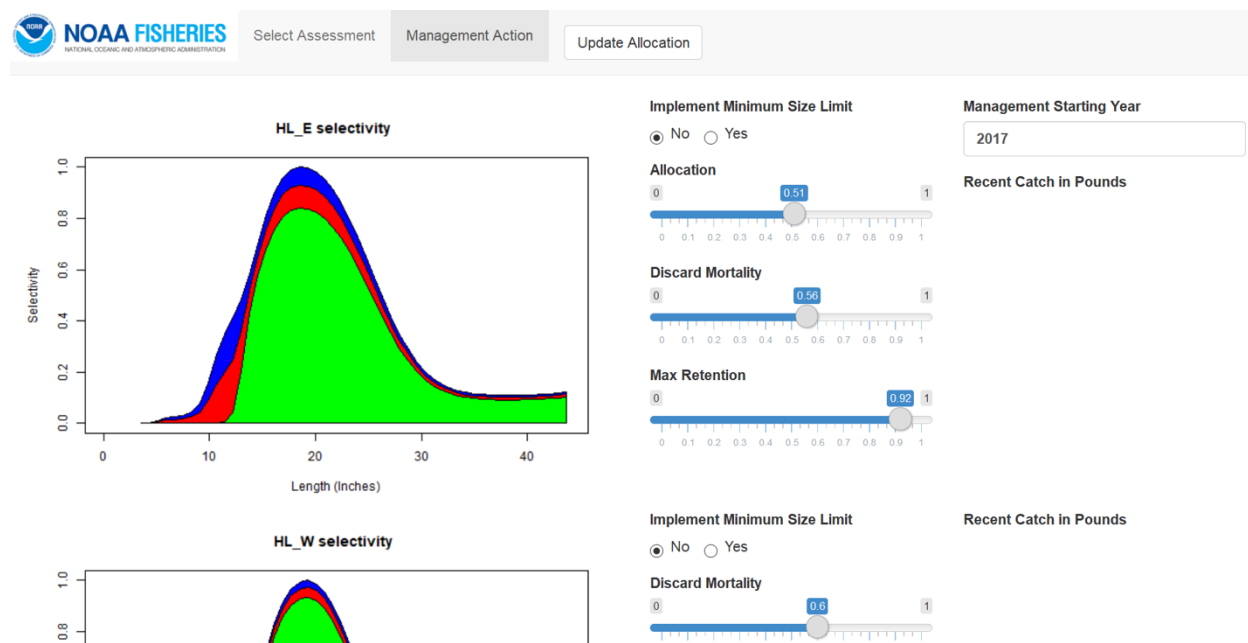 NOAA
NOAA FISHERIES
NATIONAL OCEANIC AND ATMOSPHERIC ADMINISTRATION
Select Assessment
Management Action
Update Allocation
HL_E selectivity
Selectivity
1.0
0.8
0.6
0.4
0.2
0.0
0 10 20 30 40
Length (Inches)
Implement Minimum Size Limit
No Yes
Allocation
0 0.51 1
0 0.1 0.2 0.3 0.4 0.5 0.6 0.7 0.8 0.9 1
Discard Mortality
0 0.56 1
0 0.1 0.2 0.3 0.4 0.5 0.6 0.7 0.8 0.9 1
Max Retention
0 0.92 1
0 0.1 0.2 0.3 0.4 0.5 0.6 0.7 0.8 0.9 1
Management Starting Year
2017
Recent Catch in Pounds
HL_W selectivity
1.0
0.8
Implement Minimum Size Limit
No Yes
Discard Mortality
0 0.6 1
Recent Catch in Pounds